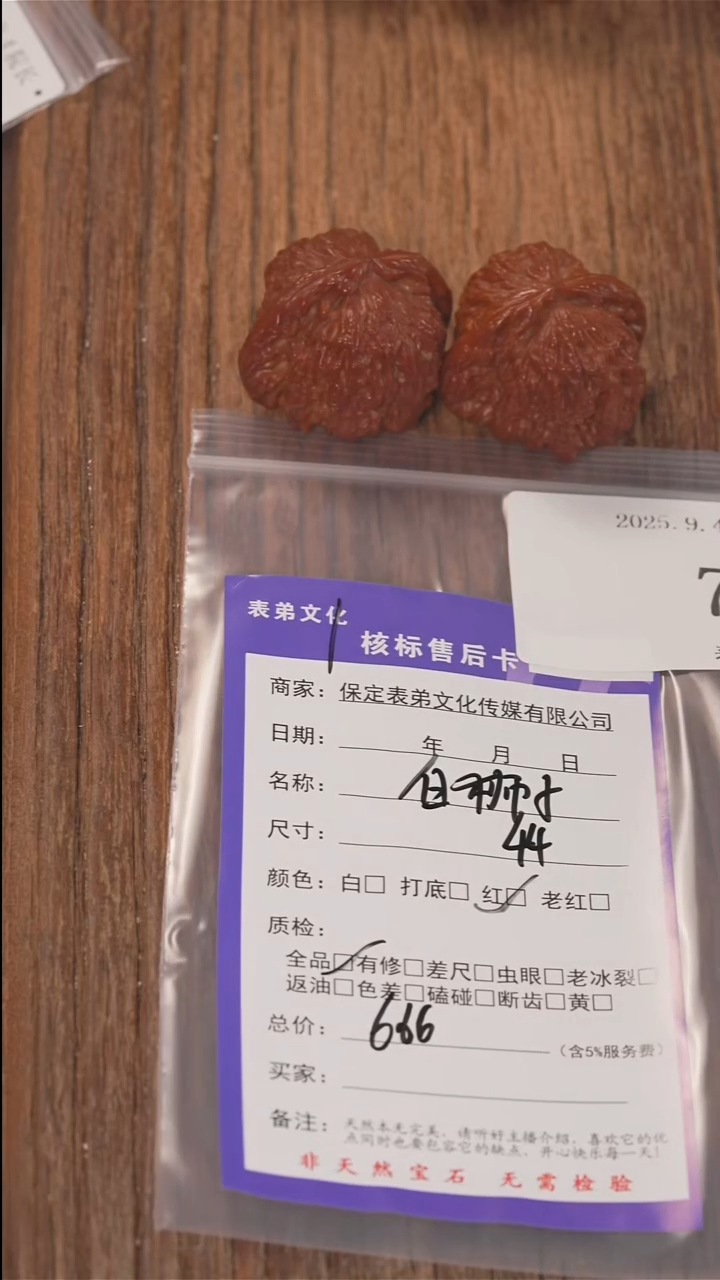 2025.9.4
7
表弟文化
核标售后卡
商家：保定表弟文化传媒有限公司
日期：年 月 日
名称：白狮子
尺寸：44
颜色：白□ 打底□ 红☑ 老红□
质检：
全品☑有修□差尺□虫眼□老冰裂□
返油□色差□磕碰□断齿□黄□
总价：666（含5%服务费）
买家：
备注：天然本无完美，请听好主播介绍，喜欢它的优
点同时也要包容它的缺点，开心快乐每一天！
非天然宝石 无需检验